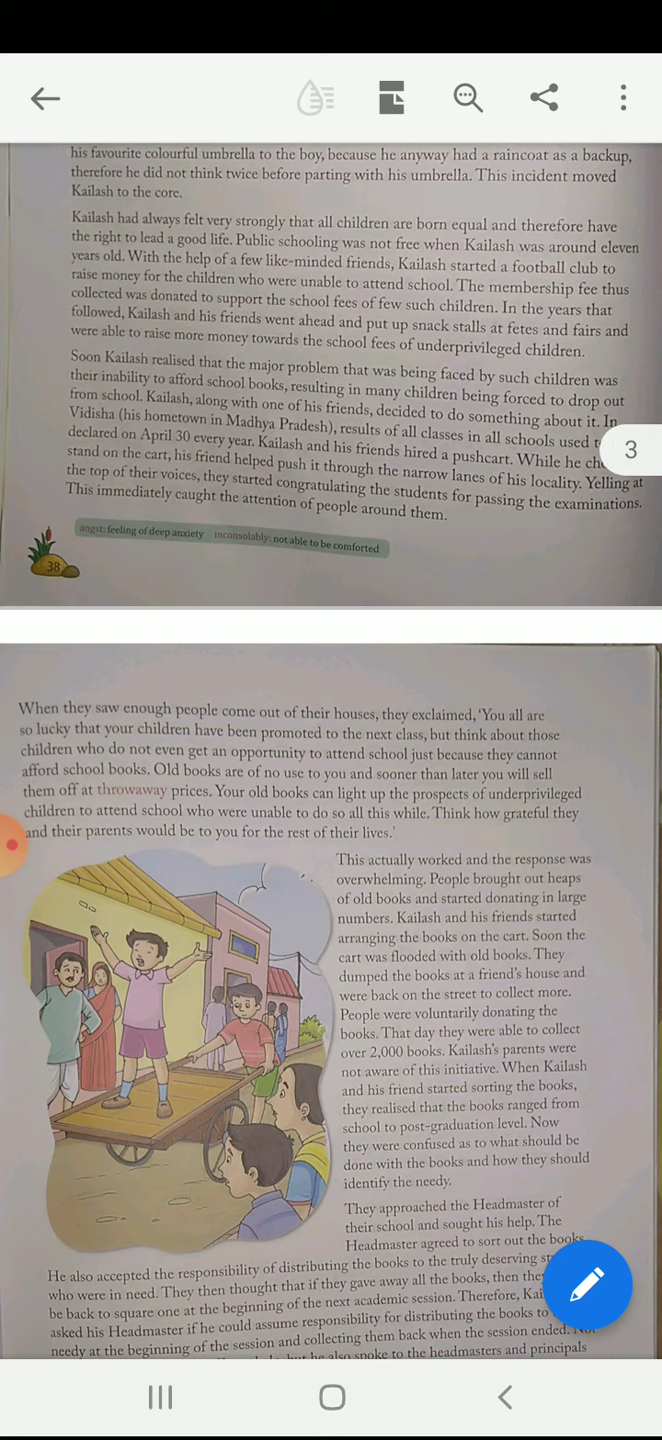 his favourite colourful umbrella to the boy, because he anyway had a raincoat as a backup,
therefore he did not think twice before parting with his umbrella. This incident moved
Kailash to the core.
Kailash had always felt very strongly that all children are born equal and therefore have
the right to lead a good life. Public schooling was not free when Kailash was around eleven
years old. With the help of a few like-minded friends, Kailash started a football club to
raise money for the children who were unable to attend school. The membership fee thus
collected was donated to support the school fees of few such children. In the years that
followed, Kailash and his friends went ahead and put up snack stalls at fetes and fairs and
were able to raise more money towards the school fees of underprivileged children.
Soon Kailash realised that the major problem that was being faced by such children was
their inability to afford school books, resulting in many children being forced to drop out
from school. Kailash, along with one of his friends, decided to do something about it. In
Vidisha (his hometown in Madhya Pradesh), results of all classes in all schools used
declared on April 30 every year. Kailash and his friends hired a pushcart. While he
3
stand on the cart, his friend helped push it through the narrow lanes of his locality. Yelling at
the top of their voices, they started congratulating the students for passing the examinations.
This immediately caught the attention of people around them.
angst: feeling of deep anxiety inconsolably: not able to be comforted
38
When they saw enough people come out of their houses, they exclaimed, 'You all are
so lucky that your children have been promoted to the next class, but think about those
children who do not even get an opportunity to attend school just because they cannot
afford school books. Old books are of no use to you and sooner than later you will sell
them off at throwaway prices. Your old books can light up the prospects of underprivileged
children to attend school who were unable to do so all this while. Think how grateful they
and their parents would be to you for the rest of their lives.'
This actually worked and the response was
overwhelming. People brought out heaps
of old books and started donating in large
numbers. Kailash and his friends started
arranging the books on the cart. Soon the
cart was flooded with old books. They
dumped the books at a friend's house and
were back on the street to collect more.
People were voluntarily donating the
books. That day they were able to collect
over 2,000 books. Kailash's parents were
not aware of this initiative. When Kailash
and his friend started sorting the books,
they realised that the books ranged from
school to post-graduation level. Now
they were confused as to what should be
done with the books and how they should
identify the needy.
They approached the Headmaster of
their school and sought his help. The
Headmaster agreed to sort out the books.
He also accepted the responsibility of distributing the books to the truly deserving
who were in need. They then thought that if they gave away all the books, then
be back to square one at the beginning of the next academic session. Therefore,
asked his Headmaster if he could assume responsibility for distributing the books to
needy at the beginning of the session and collecting them back when the session ended.
but he also spoke to the headmasters and principals